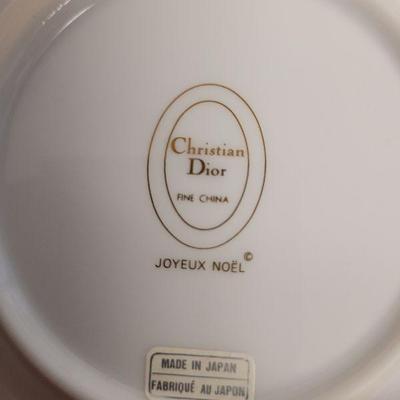 Christian
Dior
FINE CHINA
JOYEUX NOËL ©
MADE IN JAPAN
FABRIQUÉ AU JAPON